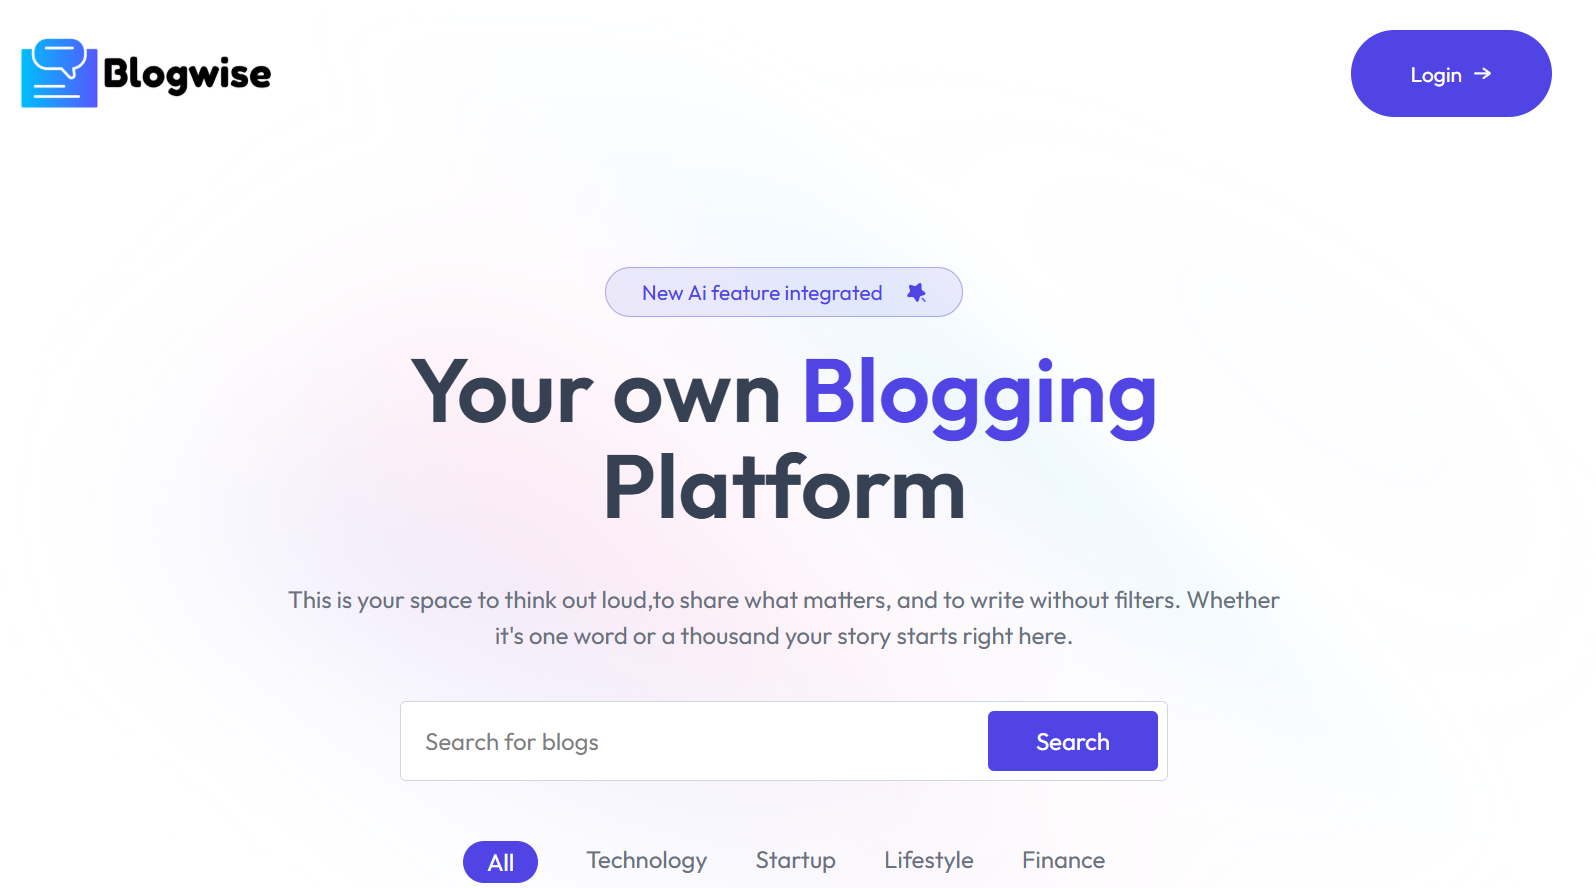 Blogwise
Login
New Ai feature integrated
Your own Blogging
Platform
This is your space to think out loud,to share what matters, and to write without filters. Whether
it's one word or a thousand your story starts right here.
Search for blogs
Search
All
Technology
Startup
Lifestyle
Finance